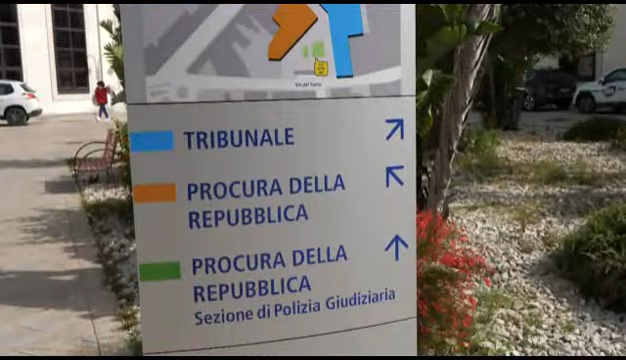 TRIBUNALE
PROCURA DELLA
REPUBBLICA
PROCURA DELLA
REPUBBLICA
Sezione di Polizia Giudiziaria